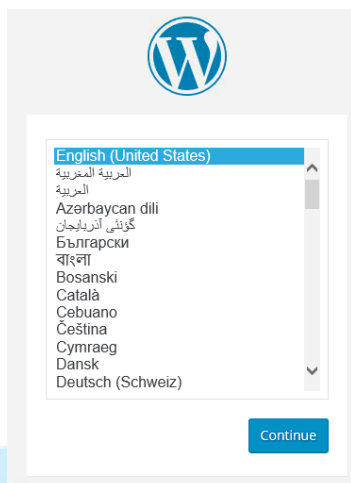 English (United States)
العربية المغربية
العربية
Azərbaycan dili
گؤنئی آذربایجان
Български
বাংলা
Bosanski
Català
Cebuano
Čeština
Cymraeg
Dansk
Deutsch (Schweiz)
Continue